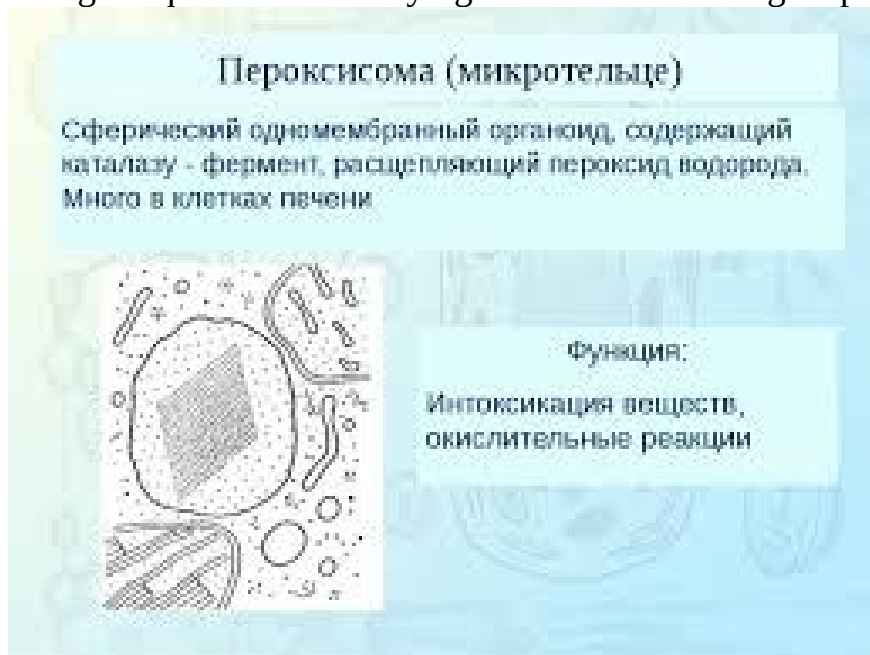 Пероксисома (микротельце)
Сферический одномембранный органоид, содержащий
каталазу - фермент, расщепляющий пероксид водорода.
Много в клетках печени
Функция:
Интоксикация веществ,
окислительные реакции